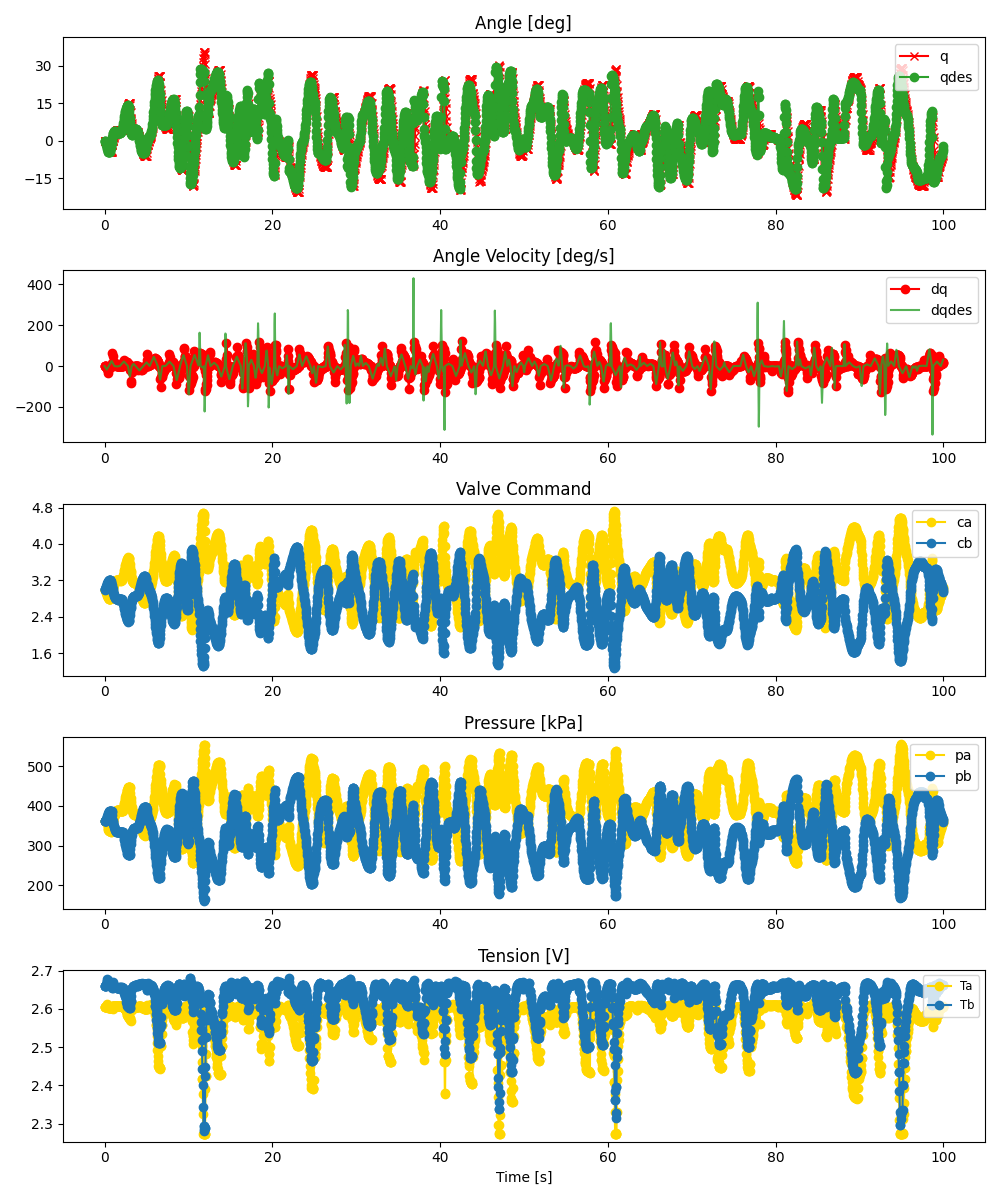 Angle [deg]
30
15
0
−15
q
qdes
0 20 40 60 80 100
Angle Velocity [deg/s]
400
200
0
−200
dq
dqdes
0 20 40 60 80 100
Valve Command
4.8
4.0
3.2
2.4
1.6
ca
cb
0 20 40 60 80 100
Pressure [kPa]
500
400
300
200
pa
pb
0 20 40 60 80 100
Tension [V]
2.7
2.6
2.5
2.4
2.3
Ta
Tb
0 20 40 60 80 100
Time [s]